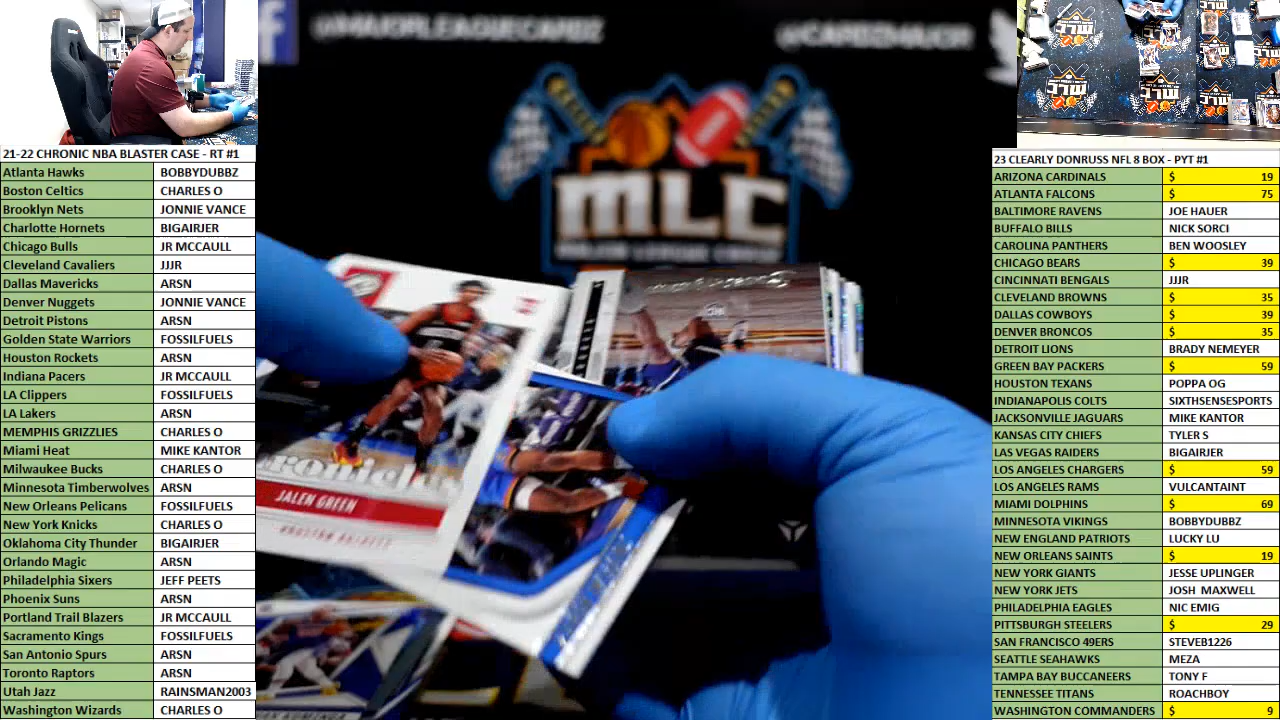 @MAJORLEAGUECARDZ
@CARDZMAJOR
MLC
21-22 CHRONIC NBA BLASTER CASE - RT #1
Atlanta Hawks BOBBYDUBBZ
Boston Celtics CHARLES O
Brooklyn Nets JONNIE VANCE
Charlotte Hornets BIGAIRJER
Chicago Bulls JR MCCAULL
Cleveland Cavaliers JJJR
Dallas Mavericks ARSN
Denver Nuggets JONNIE VANCE
Detroit Pistons ARSN
Golden State Warriors FOSSILFUELS
Houston Rockets ARSN
Indiana Pacers JR MCCAULL
LA Clippers FOSSILFUELS
LA Lakers ARSN
MEMPHIS GRIZZLIES CHARLES O
Miami Heat MIKE KANTOR
Milwaukee Bucks CHARLES O
Minnesota Timberwolves ARSN
New Orleans Pelicans FOSSILFUELS
New York Knicks CHARLES O
Oklahoma City Thunder BIGAIRJER
Orlando Magic ARSN
Philadelphia Sixers JEFF PEETS
Phoenix Suns ARSN
Portland Trail Blazers JR MCCAULL
Sacramento Kings FOSSILFUELS
San Antonio Spurs ARSN
Toronto Raptors ARSN
Utah Jazz RAINSMAN2003
Washington Wizards CHARLES O
JALEN GREEN
HOUSTON ROCKETS
23 CLEARLY DONRUSS NFL 8 BOX - PYT #1
ARIZONA CARDINALS $ 19
ATLANTA FALCONS $ 75
BALTIMORE RAVENS JOE HAUER
BUFFALO BILLS NICK SORCI
CAROLINA PANTHERS BEN WOOSLEY
CHICAGO BEARS $ 39
CINCINNATI BENGALS JJJR
CLEVELAND BROWNS $ 35
DALLAS COWBOYS $ 39
DENVER BRONCOS $ 35
DETROIT LIONS BRADY NEMEYER
GREEN BAY PACKERS $ 59
HOUSTON TEXANS POPPA OG
INDIANAPOLIS COLTS SIXTHSENSESPORTS
JACKSONVILLE JAGUARS MIKE KANTOR
KANSAS CITY CHIEFS TYLER S
LAS VEGAS RAIDERS BIGAIRJER
LOS ANGELES CHARGERS $ 59
LOS ANGELES RAMS VULCANTAINT
MIAMI DOLPHINS $ 69
MINNESOTA VIKINGS BOBBYDUBBZ
NEW ENGLAND PATRIOTS LUCKY LU
NEW ORLEANS SAINTS $ 19
NEW YORK GIANTS JESSE UPLINGER
NEW YORK JETS JOSH MAXWELL
PHILADELPHIA EAGLES NIC EMIG
PITTSBURGH STEELERS $ 29
SAN FRANCISCO 49ERS STEVEB1226
SEATTLE SEAHAWKS MEZA
TAMPA BAY BUCCANEERS TONY F
TENNESSEE TITANS ROACHBOY
WASHINGTON COMMANDERS $ 9